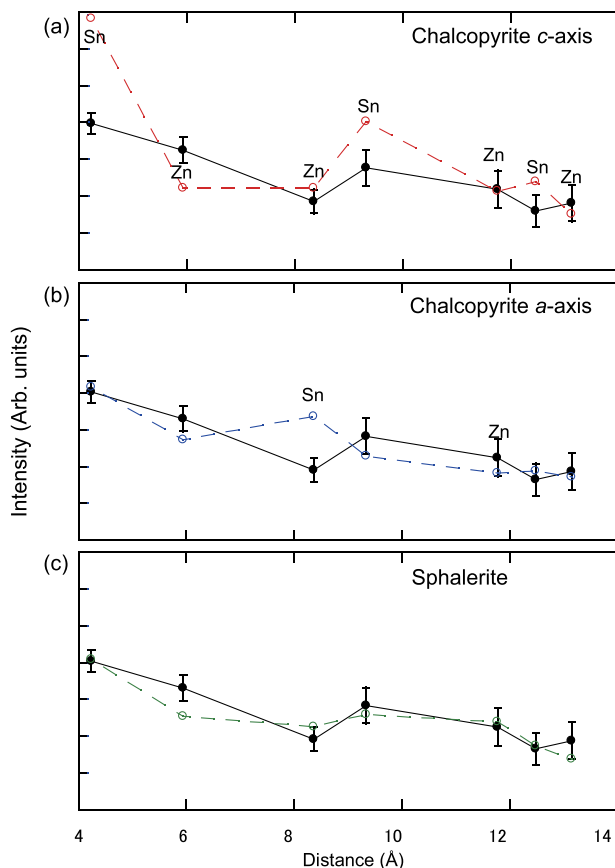 (a)
Chalcopyrite c-axis
Sn
Sn
Zn
Zn
Zn
Sn
Zn
(b)
Chalcopyrite a-axis
Sn
Zn
Intensity (Arb. units)
(c)
Sphalerite
4 6 8 10 12 14
Distance (Å)